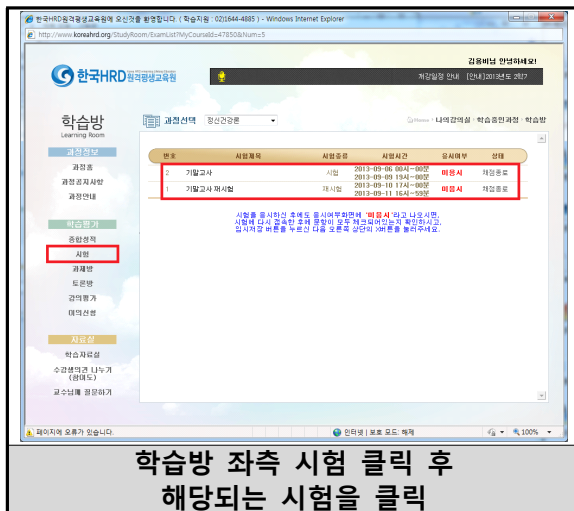 한국HRD원격평생교육원에 오신것을 환영합니다. ( 학습지원 : 02)1644-4885 ) - Windows Internet Explorer
http://www.koreahrd.org/StudyRoom/ExamList?MyCourseId=47850&Num=5
김용비님 안녕하세요!
한국HRD원격평생교육원
재강일정 안내 [안내]2013년도 2학기
학습방
Learning Room
과정선택 정신건강론
Home > 나의강의실 > 학습중인과정 > 학습방
과정정보
과정홈
과정공지사항
과정안내
학습평가
종합성적
시험
과제방
토론방
강의평가
이의신청
자료실
학습자료실
수강생의견 나누기
(참여도)
교수님께 질문하기
번호 시험제목 시험종류 시험시간 응시여부 상태
2 기말고사 시험 2013-09-06 00시~00분 2013-09-09 19시~00분 미응시 채점종료
1 기말고사 재시험 재시험 2013-09-10 17시~00분 2013-09-11 16시~59분 미응시 채점종료
시험을 응시하신 후에도 응시여부화면에 '미응시'라고 나오시면,
시험에 다시 접속한 후에 문항이 모두 체크되어있는지 확인하시고,
임시저장 버튼을 누르신 다음 오른쪽 상단의 X버튼을 눌러주세요.
페이지에 오류가 있습니다.
인터넷 | 보호 모드: 해제
100%
학습방 좌측 시험 클릭 후
해당되는 시험을 클릭